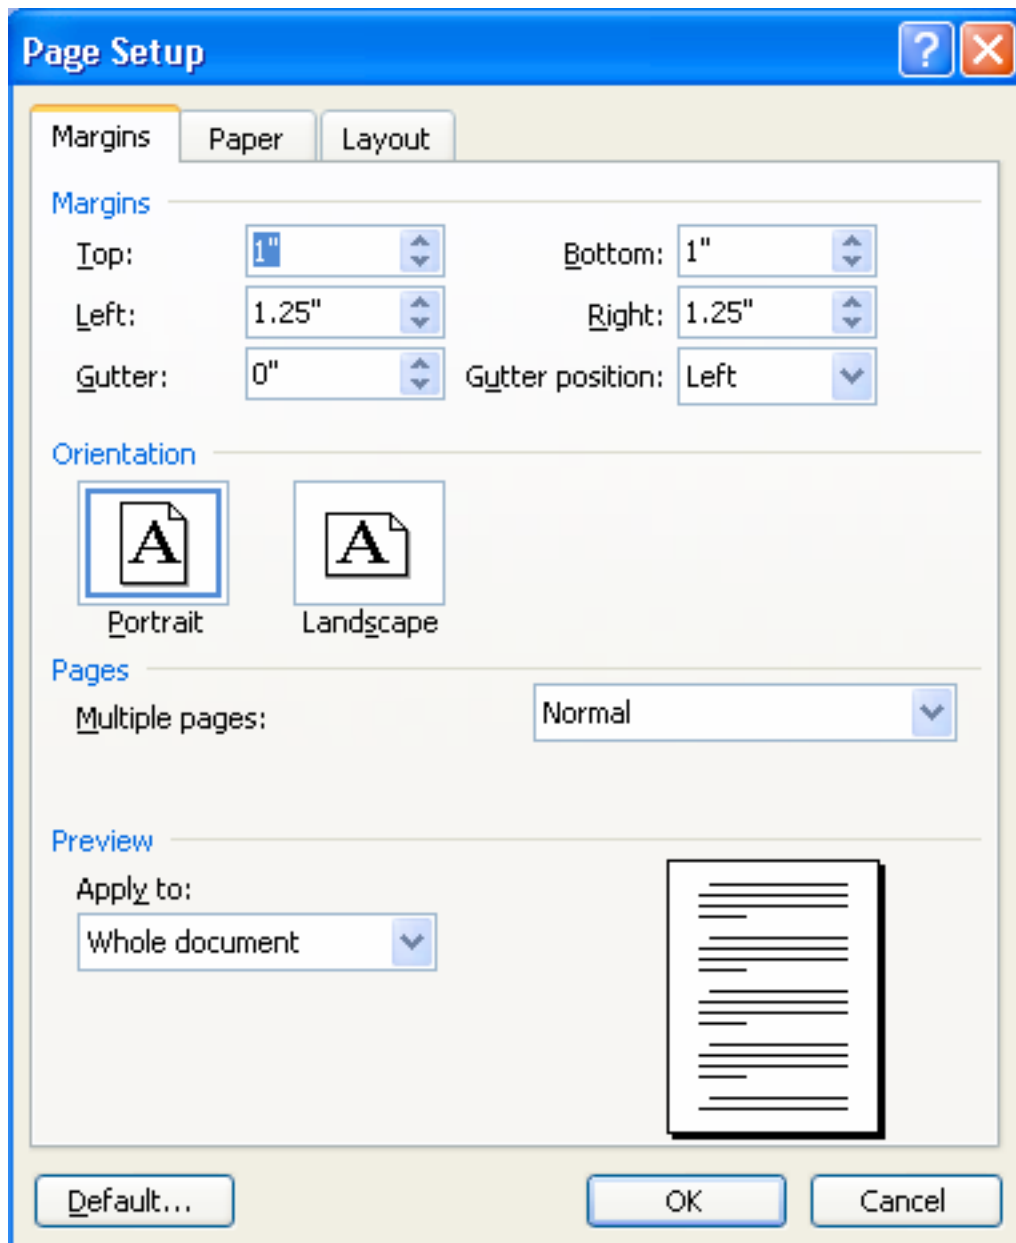 Page Setup ?
Margins Paper Layout
Margins
Top: 1" Bottom: 1"
Left: 1.25" Right: 1.25"
Gutter: 0" Gutter position: Left
Orientation
A A
Portrait Landscape
Pages
Multiple pages: Normal
Preview
Apply to:
Whole document
Default... OK Cancel